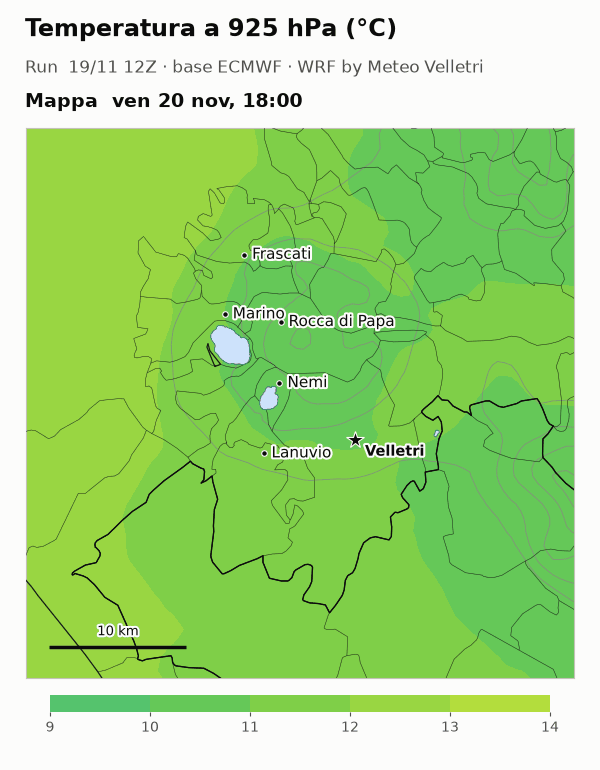 Temperatura a 925 hPa (°C)
Run  19/11 12Z · base ECMWF · WRF by Meteo Velletri
Mappa  ven 20 nov, 18:00
Frascati
Marino
Rocca di Papa
Nemi
Velletri
Lanuvio
10 km
9 10 11 12 13 14